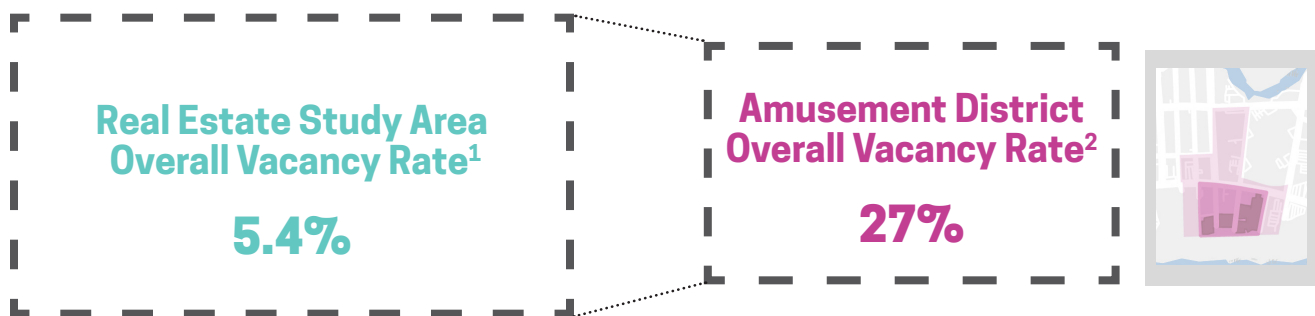 Real Estate Study Area
Overall Vacancy Rate¹
5.4%
Amusement District
Overall Vacancy Rate²
27%